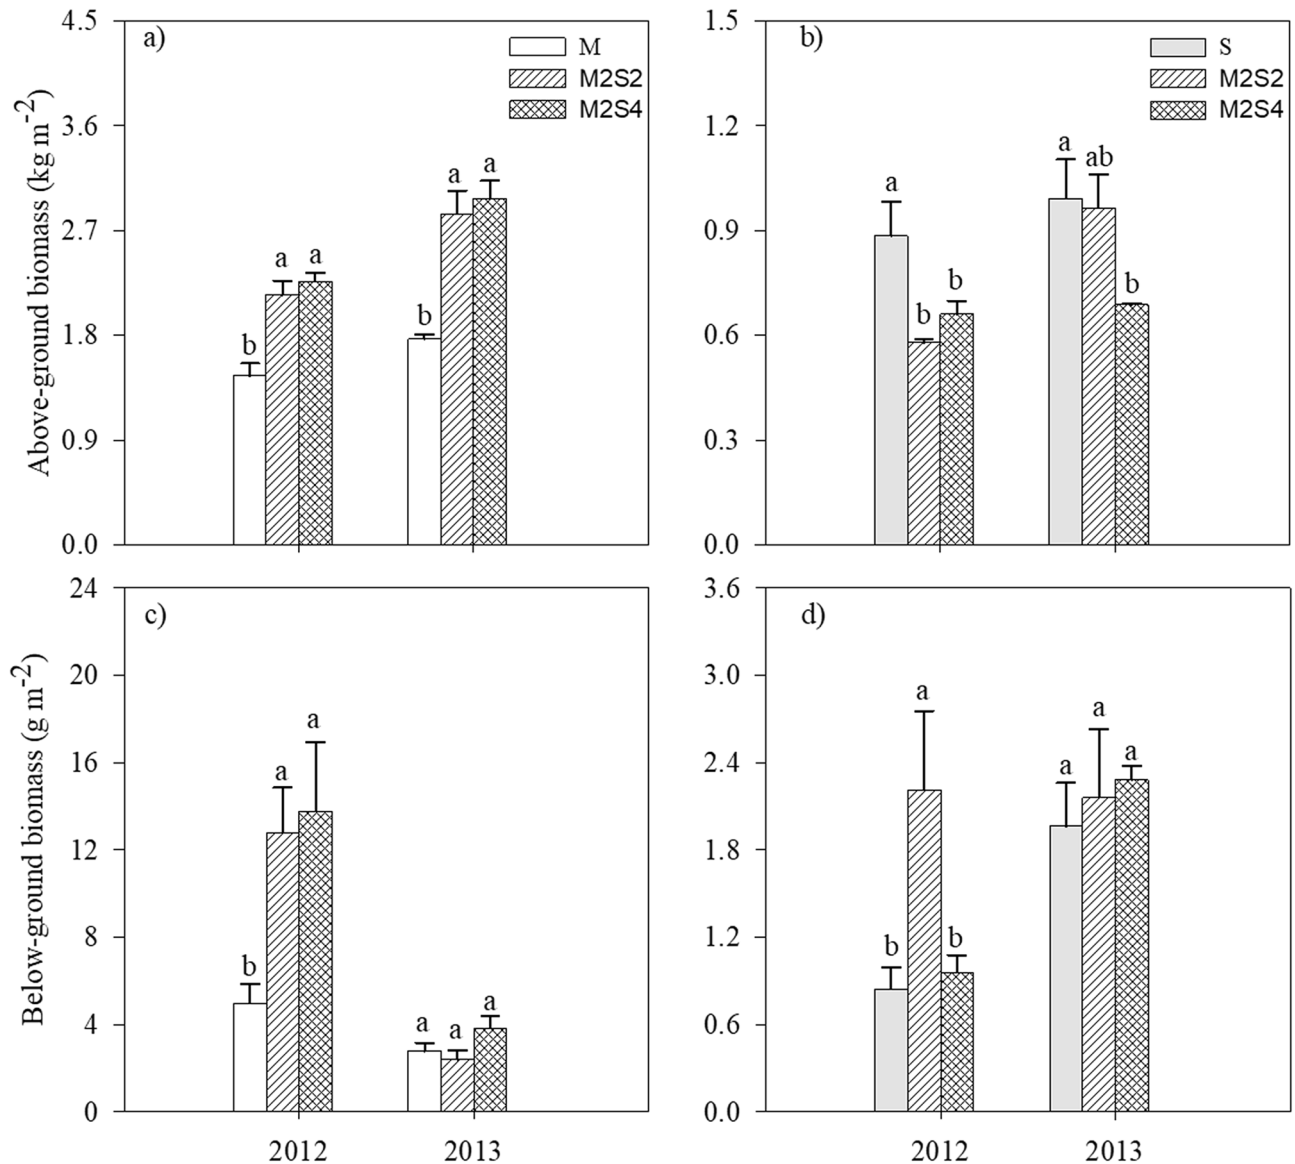 Above-ground biomass (kg m-2)
4.5
3.6
2.7
1.8
0.9
0.0
a)
M
M2S2
M2S4
b
a
a
b
a
a
1.5
1.2
0.9
0.6
0.3
0.0
b)
S
M2S2
M2S4
a
b
b
a
ab
b
Below-ground biomass (g m-2)
24
20
16
12
8
4
0
c)
b
a
a
a
a
a
2012
2013
3.6
3.0
2.4
1.8
1.2
0.6
0.0
d)
b
a
b
a
a
a
2012
2013